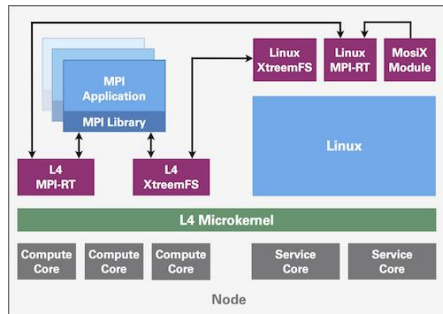 Linux
XtreemFS
Linux
MPI-RT
MosiX
Module
MPI
Application
MPI Library
Linux
L4
MPI-RT
L4
XtreemFS
L4 Microkernel
Compute
Core
Compute
Core
Compute
Core
Service
Core
Service
Core
Node